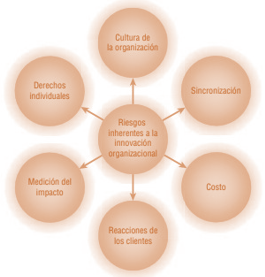 Cultura de
la organización
Derechos
individuales
Sincronización
Riesgos
inherentes a la
innovación
organizacional
Medición del
impacto
Costo
Reacciones de
los clientes